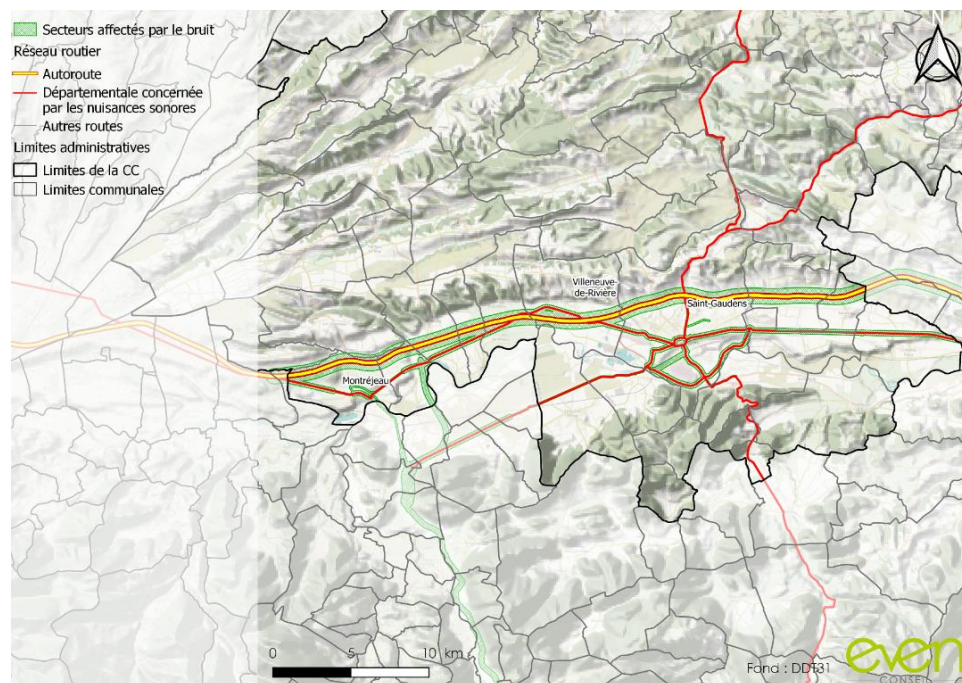 Secteurs affectés par le bruit
Réseau routier
Autoroute
Départementale concernée
par les nuisances sonores
Autres routes
Limites administratives
Limites de la CC
Limites communales
N
Villeneuve-
de-Rivière
Saint-Gaudens
Montréjeau
0 5 10 km
Fond : DDT31
even
CONSEIL